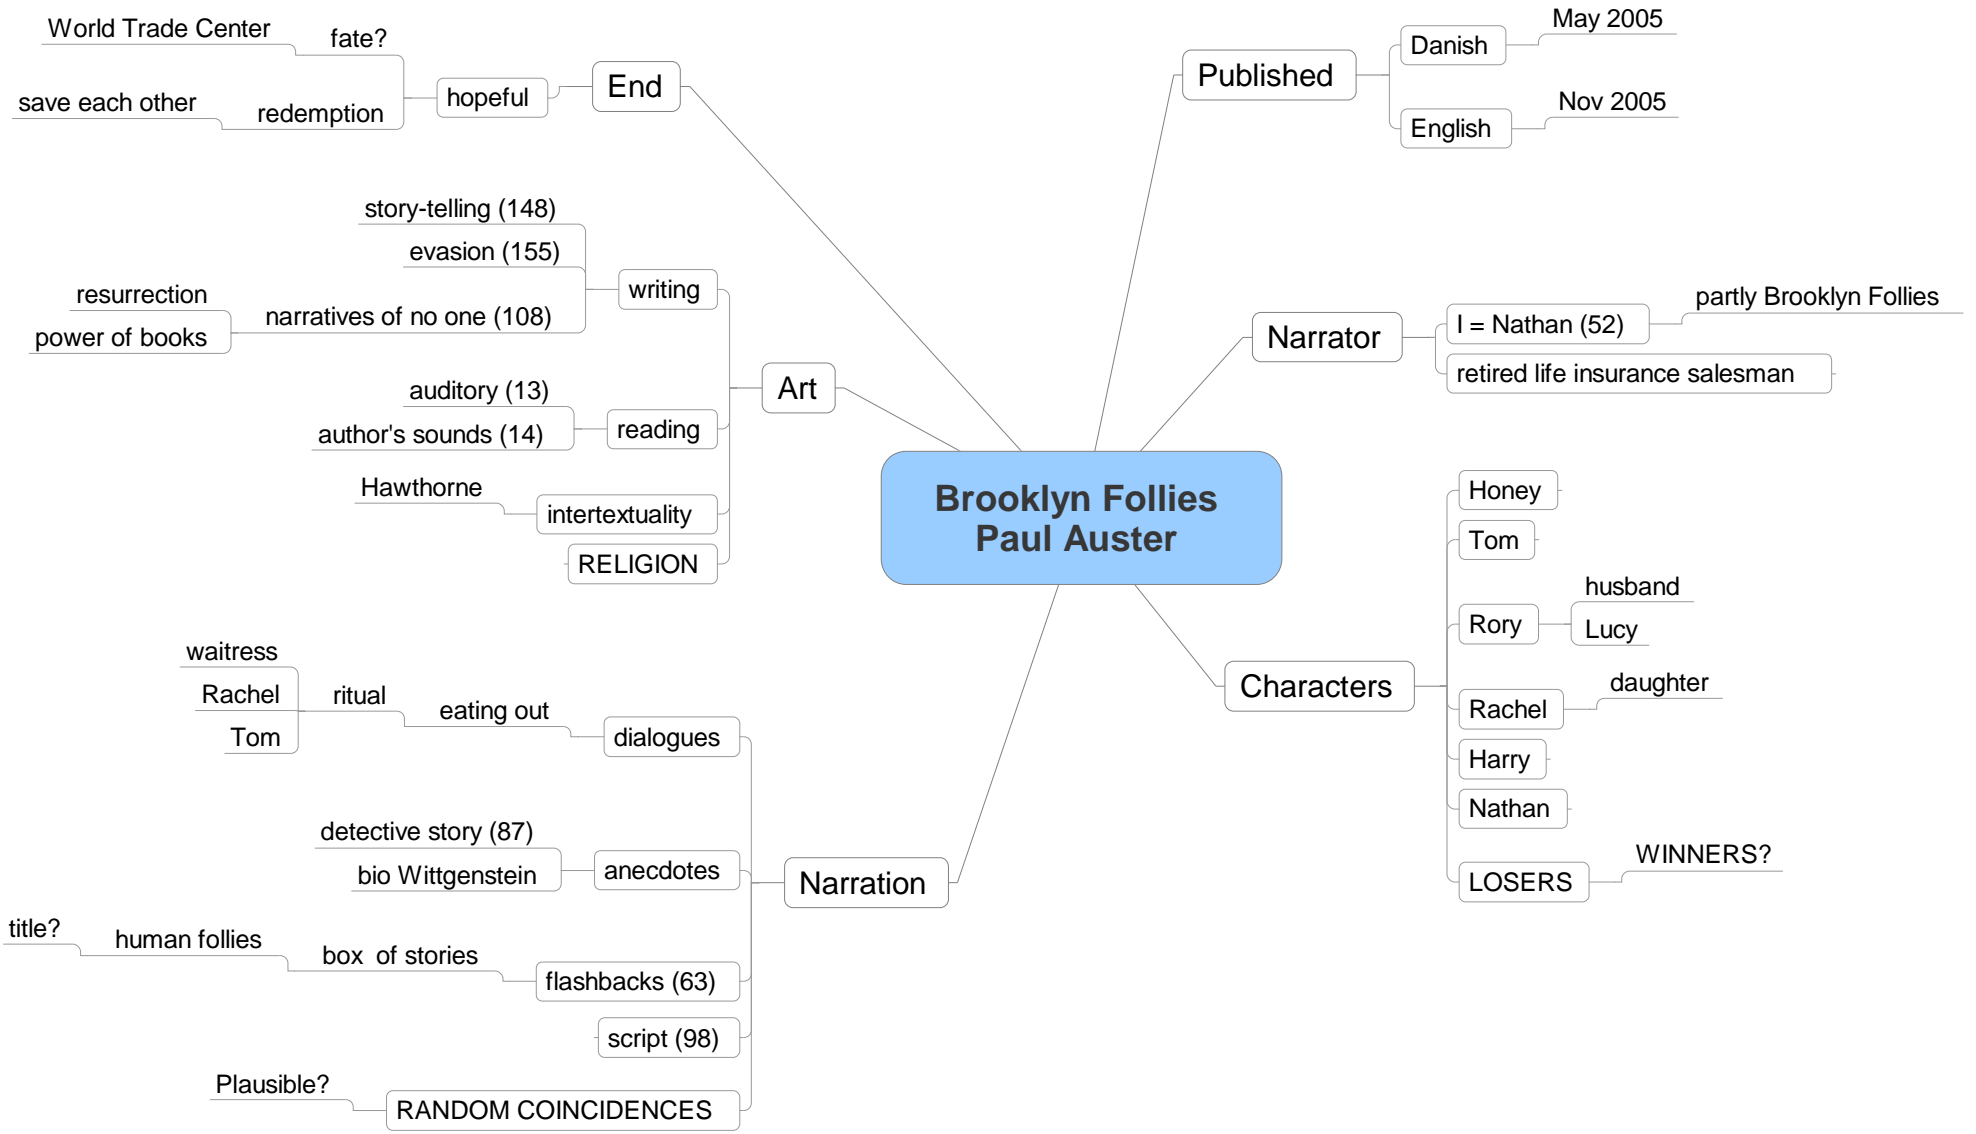 Brooklyn Follies
Paul Auster
Published
Danish
May 2005
English
Nov 2005
Narrator
I = Nathan (52)
partly Brooklyn Follies
retired life insurance salesman
Characters
Honey
Tom
Rory
husband
Lucy
Rachel
daughter
Harry
Nathan
LOSERS
WINNERS?
End
hopeful
fate?
World Trade Center
redemption
save each other
Art
writing
story-telling (148)
evasion (155)
narratives of no one (108)
resurrection
power of books
reading
auditory (13)
author's sounds (14)
intertextuality
Hawthorne
RELIGION
Narration
dialogues
eating out
ritual
waitress
Rachel
Tom
anecdotes
detective story (87)
bio Wittgenstein
flashbacks (63)
box  of stories
human follies
title?
script (98)
RANDOM COINCIDENCES
Plausible?